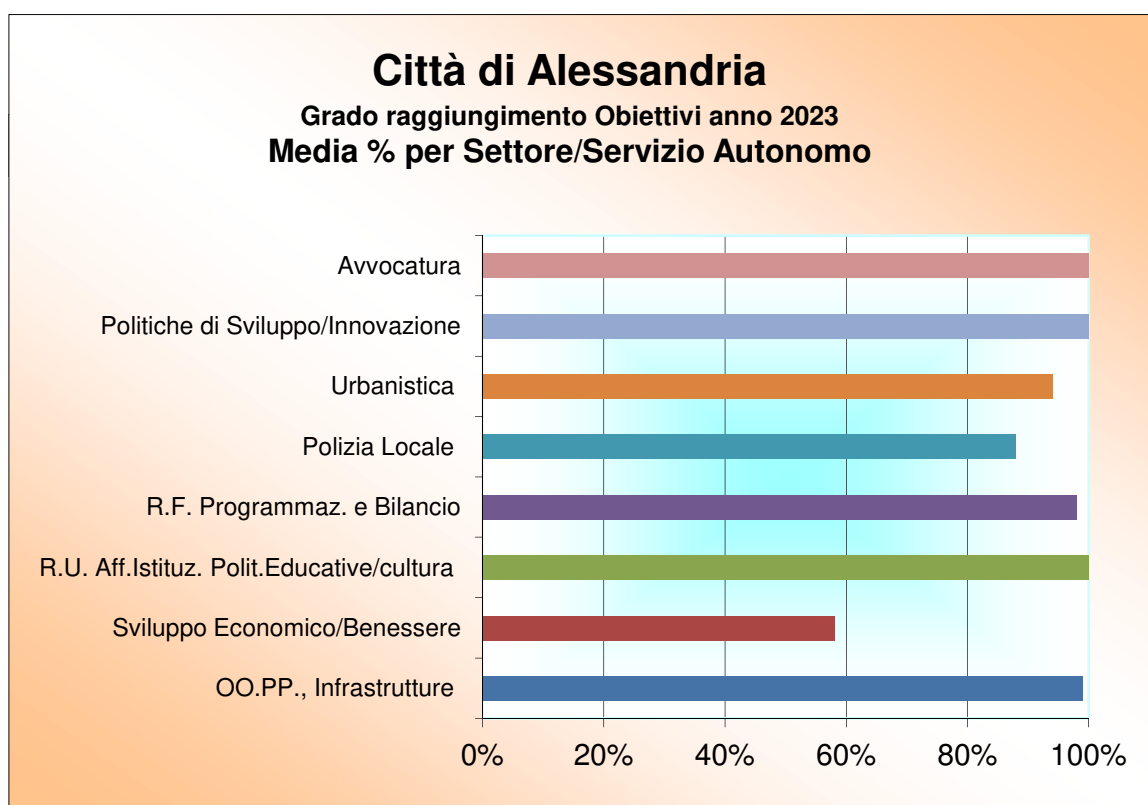 Città di Alessandria
Grado raggiungimento Obiettivi anno 2023
Media % per Settore/Servizio Autonomo
Avvocatura
Politiche di Sviluppo/Innovazione
Urbanistica
Polizia Locale
R.F. Programmaz. e Bilancio
R.U. Aff.Istituz. Polit.Educative/cultura
Sviluppo Economico/Benessere
OO.PP., Infrastrutture
0% 20% 40% 60% 80% 100%